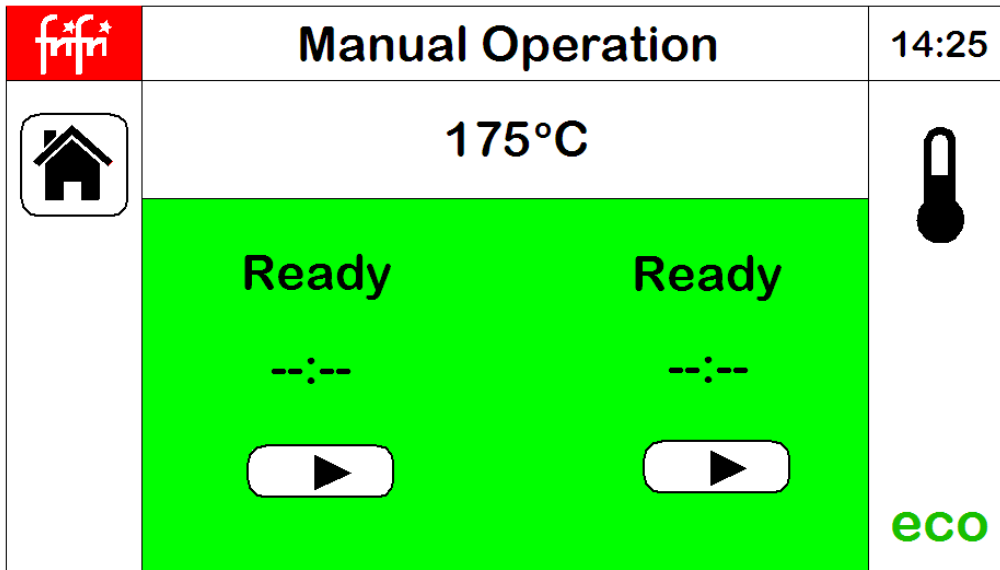 frifri
Manual Operation
14:25
175°C
Ready
Ready
--:--
--:--
eco